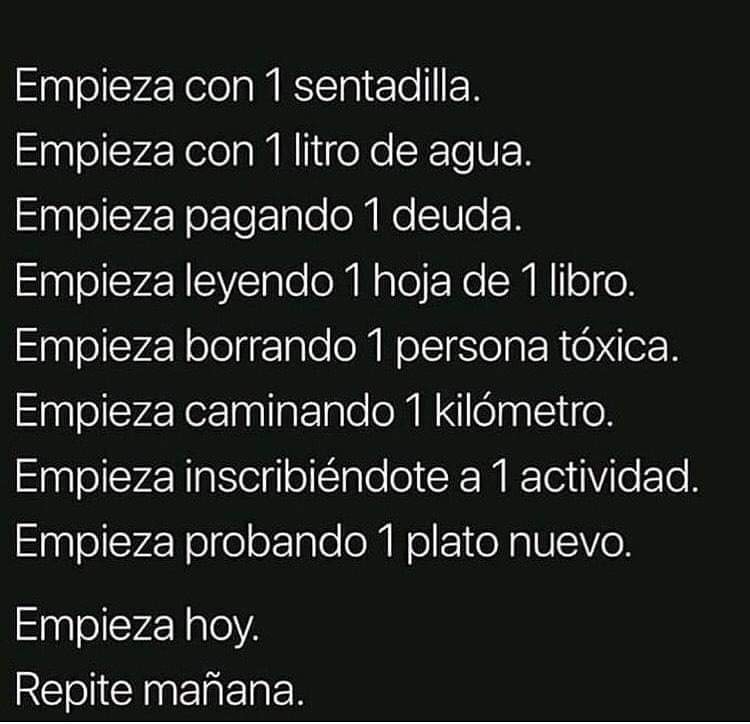 Empieza con 1 sentadilla.
Empieza con 1 litro de agua.
Empieza pagando 1 deuda.
Empieza leyendo 1 hoja de 1 libro.
Empieza borrando 1 persona tóxica.
Empieza caminando 1 kilómetro.
Empieza inscribiéndote a 1 actividad.
Empieza probando 1 plato nuevo.
Empieza hoy.
Repite mañana.